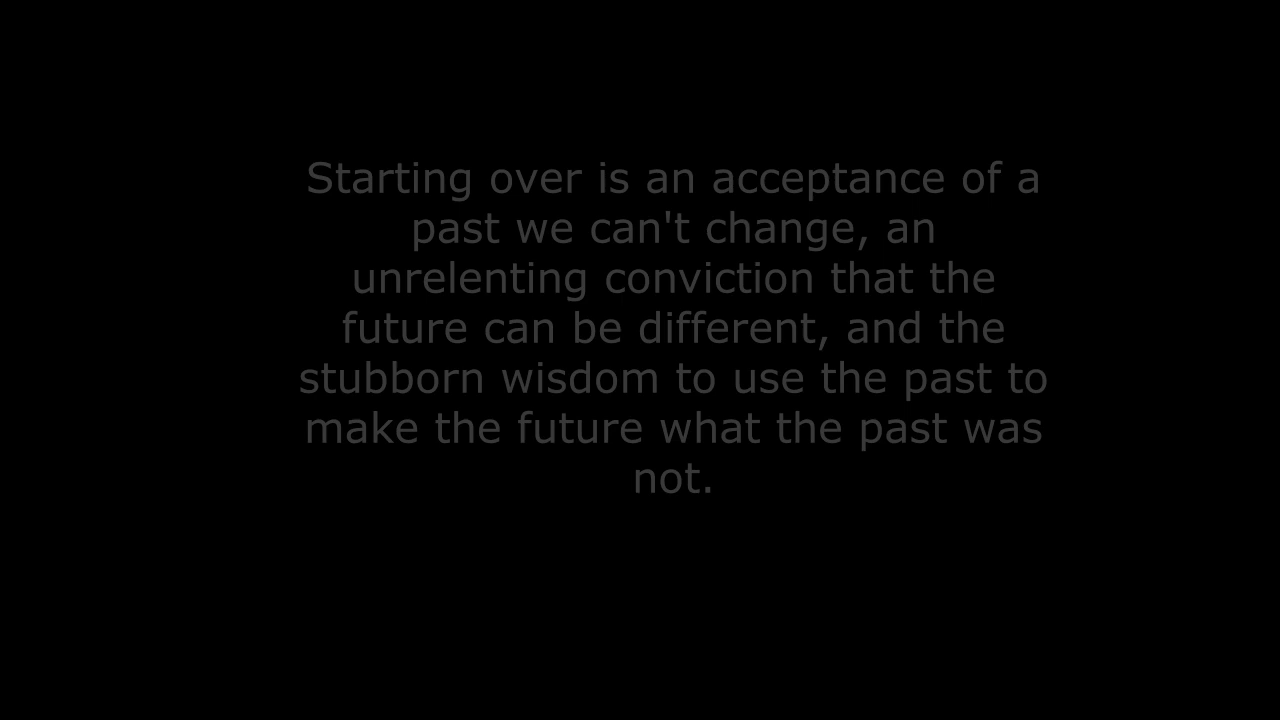 Starting over is an acceptance of a
past we can't change, an
unrelenting conviction that the
future can be different, and the
stubborn wisdom to use the past to
make the future what the past was
not.